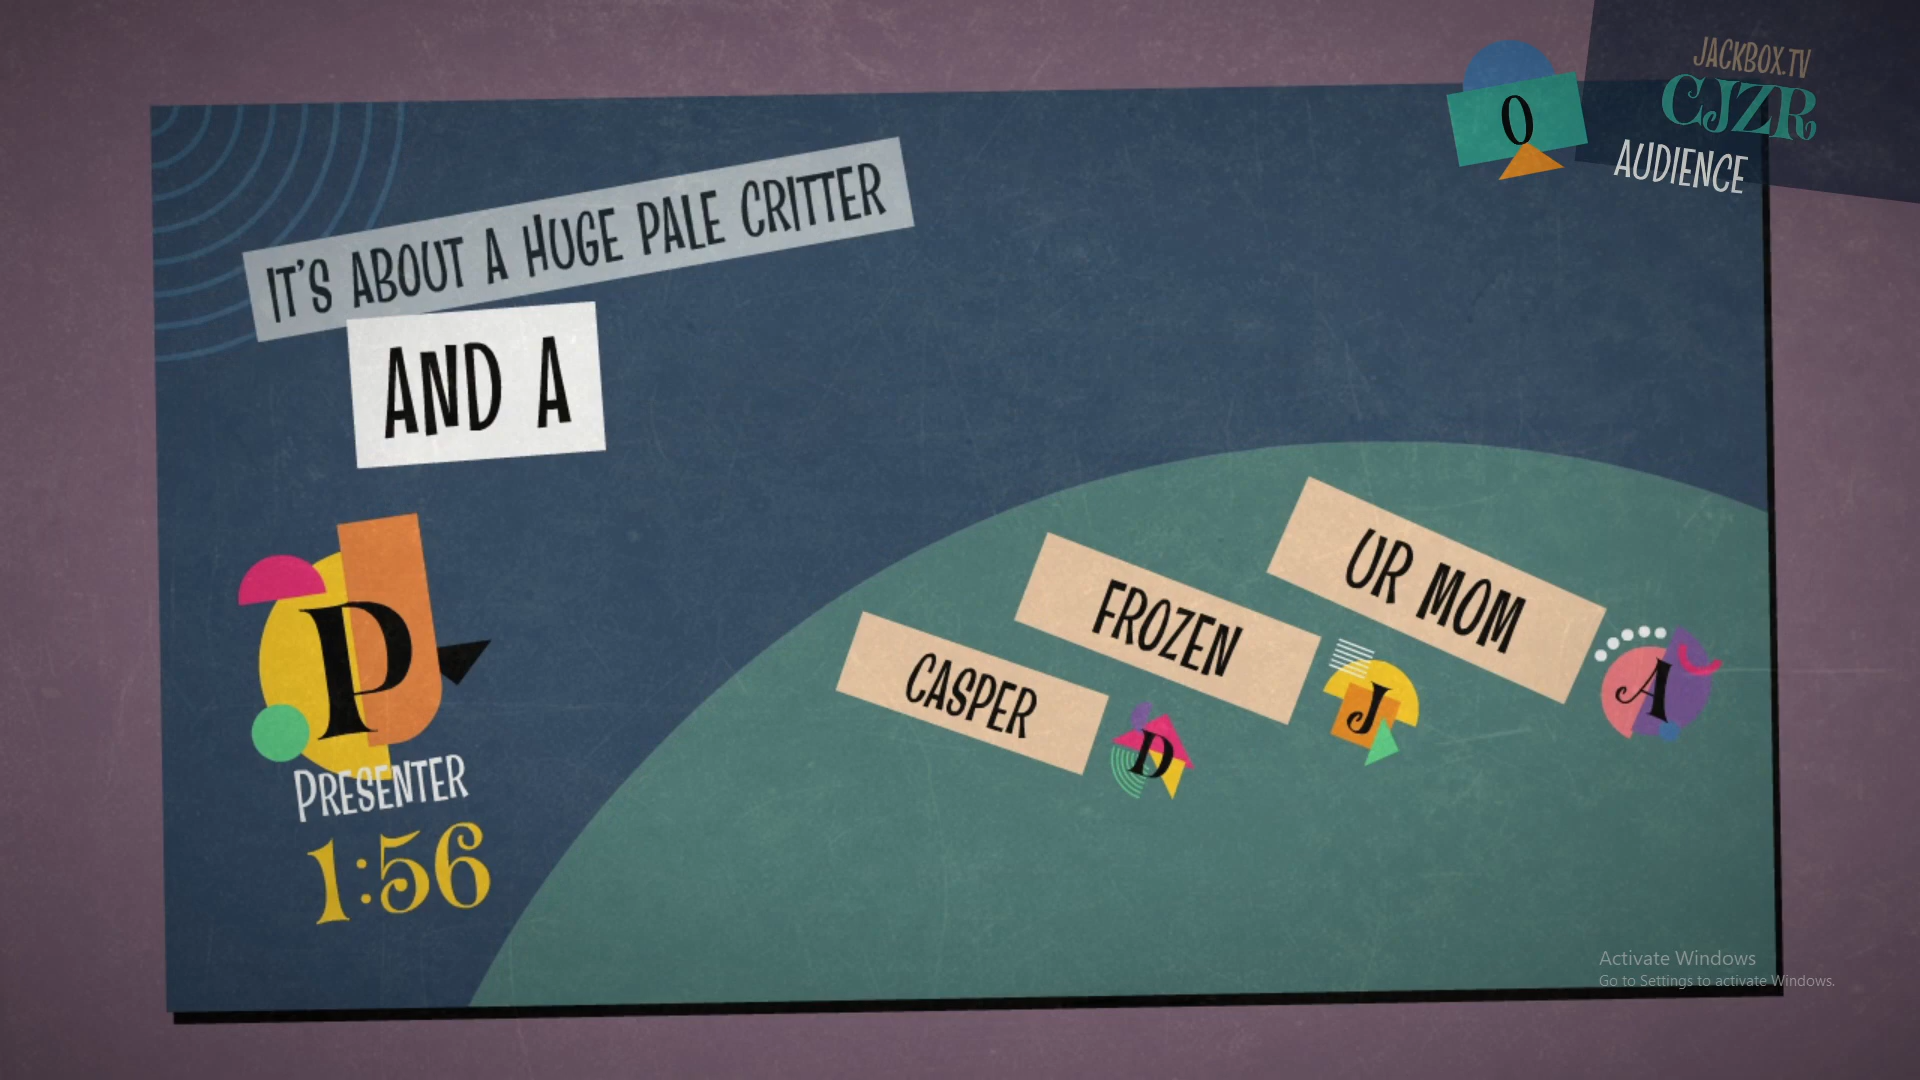 JACKBOX.TV
CJZR
0
AUDIENCE
IT'S ABOUT A HUGE PALE CRITTER
AND A
UR MOM
A
FROZEN
J
CASPER
D
P
PRESENTER
1:56
Activate Windows
Go to Settings to activate Windows.